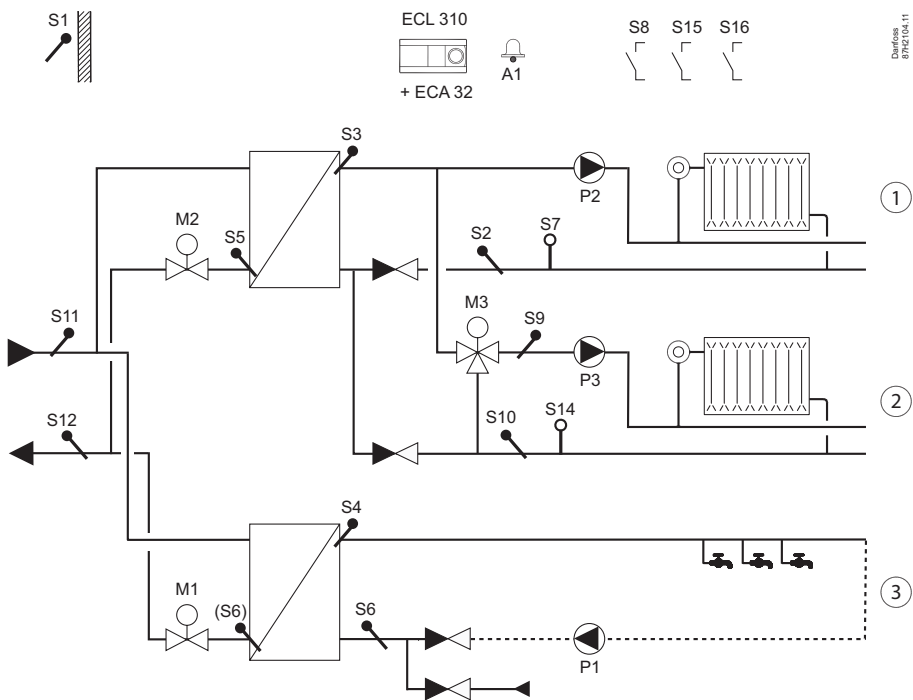 S1
ECL 310
+ ECA 32
A1
S8 S15 S16
Danfoss
87H2104.11
S3
P2
1
M2
S5
S2
S7
M3
S9
S11
P3
2
S12
S10
S14
S4
M1
(S6)
S6
3
P1